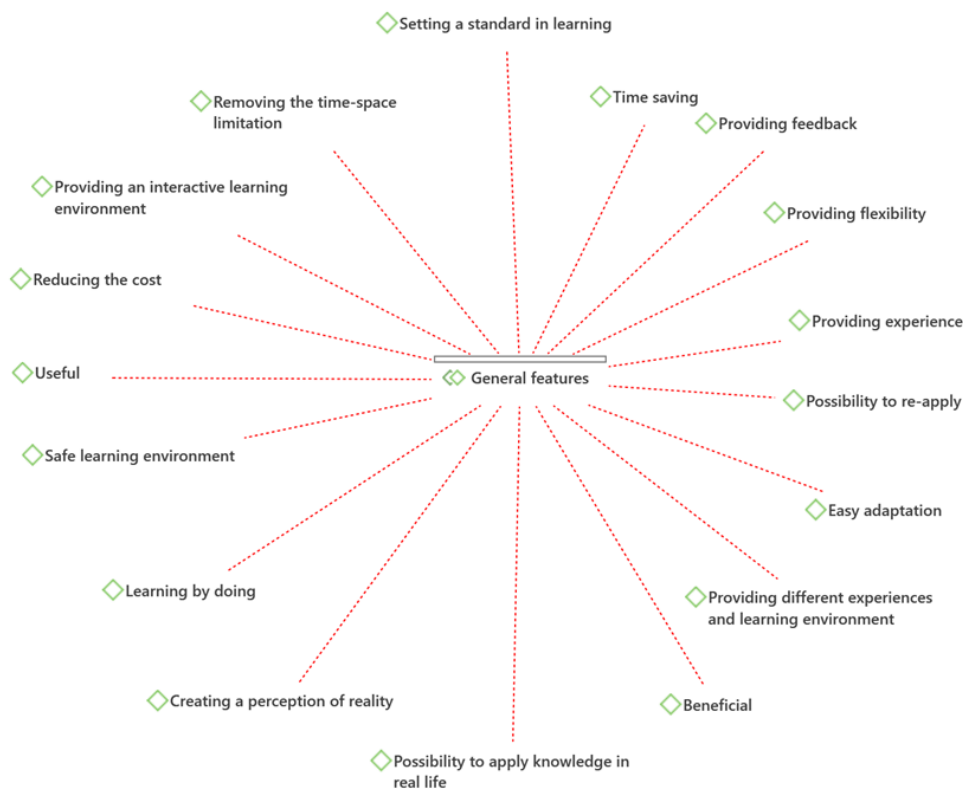 Setting a standard in learning
Removing the time-space
limitation
Time saving
Providing feedback
Providing an interactive learning
environment
Providing flexibility
Reducing the cost
Providing experience
Useful
General features
Possibility to re-apply
Safe learning environment
Easy adaptation
Learning by doing
Providing different experiences
and learning environment
Creating a perception of reality
Beneficial
Possibility to apply knowledge in
real life